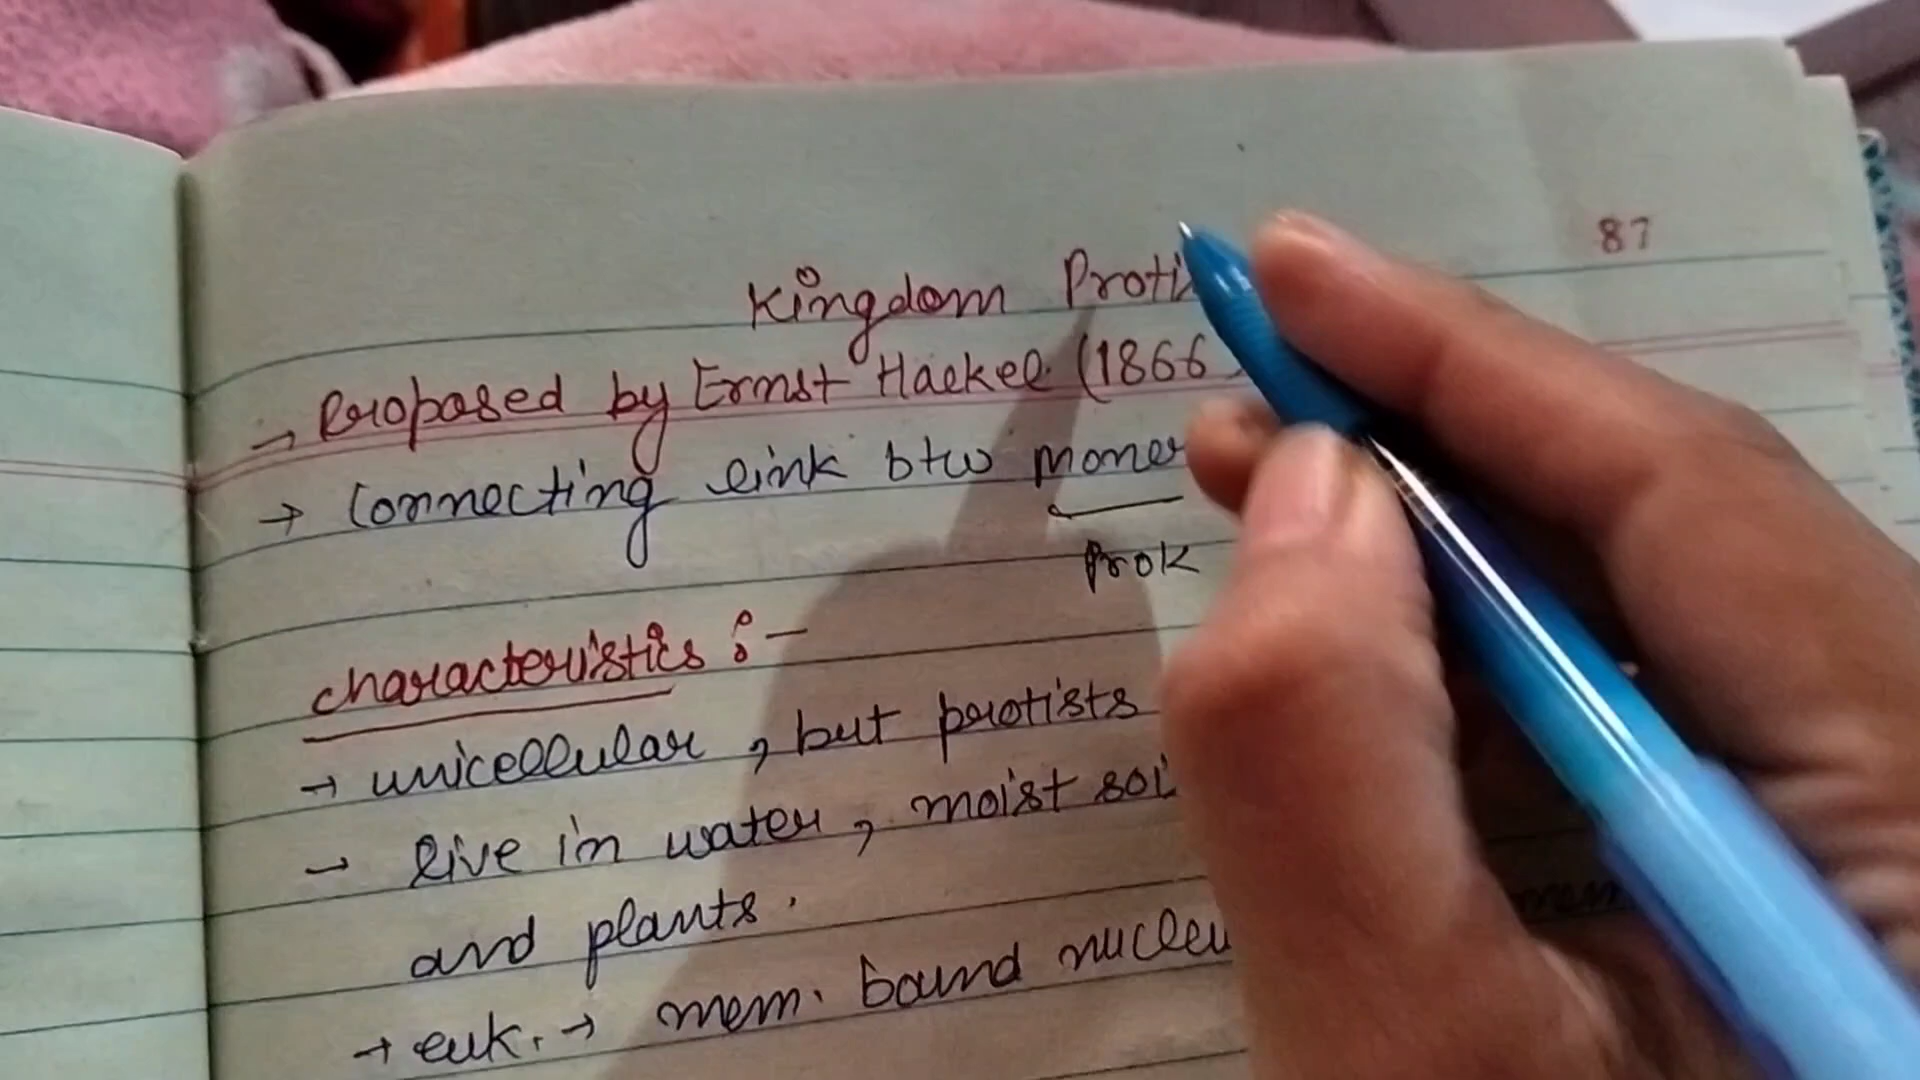 87
Kingdom Proti
→ Proposed by Ernst Haekel (1866)
→ Connecting link btw moner
Prok
characteristics :-
→ unicellular, but protists
→ live in water, moist soi
and plants.
→ euk. → mem. bound nucleu